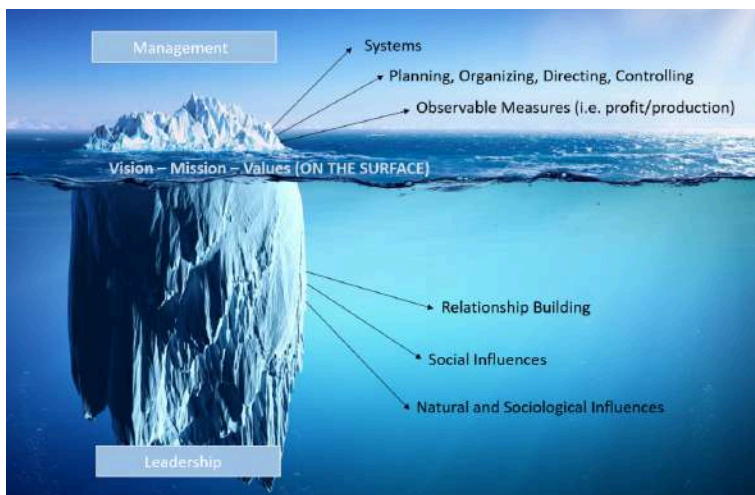 Management
Systems
Planning, Organizing, Directing, Controlling
Observable Measures (i.e. profit/production)
Vision – Mission – Values (ON THE SURFACE)
Relationship Building
Social Influences
Natural and Sociological Influences
Leadership